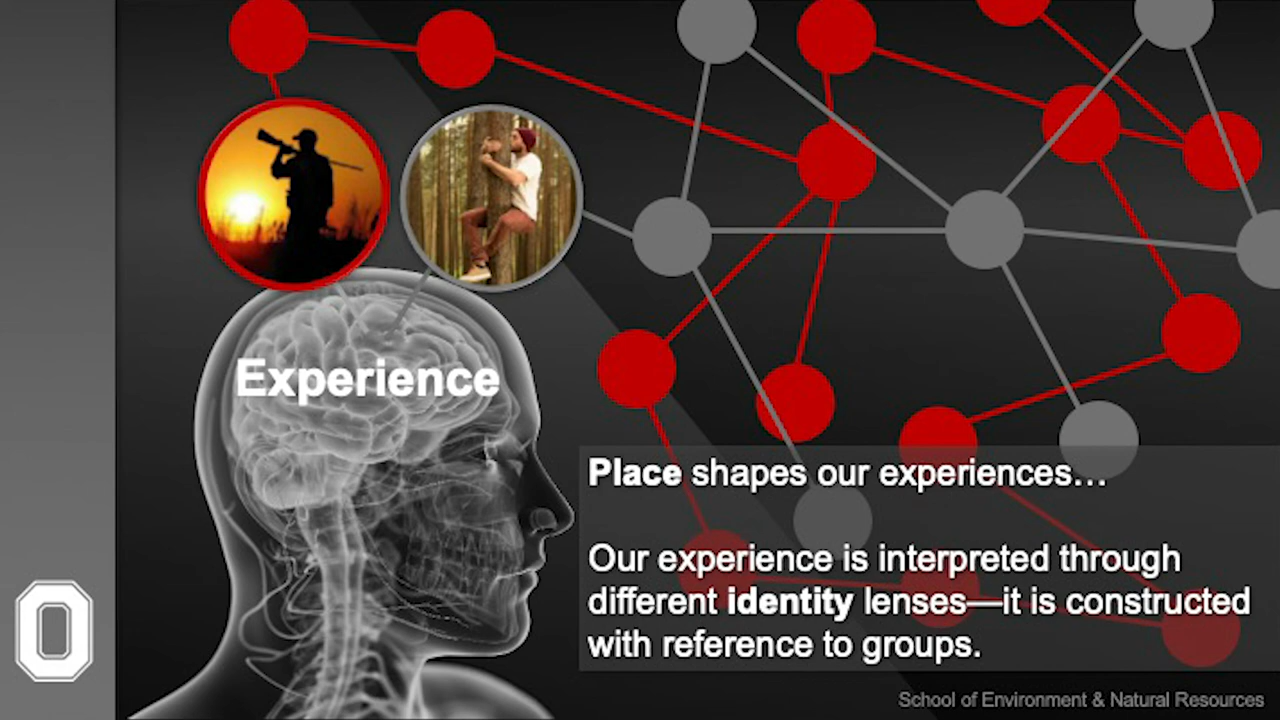 Experience
Place shapes our experiences…
Our experience is interpreted through
different identity lenses—it is constructed
with reference to groups.
School of Environment & Natural Resources